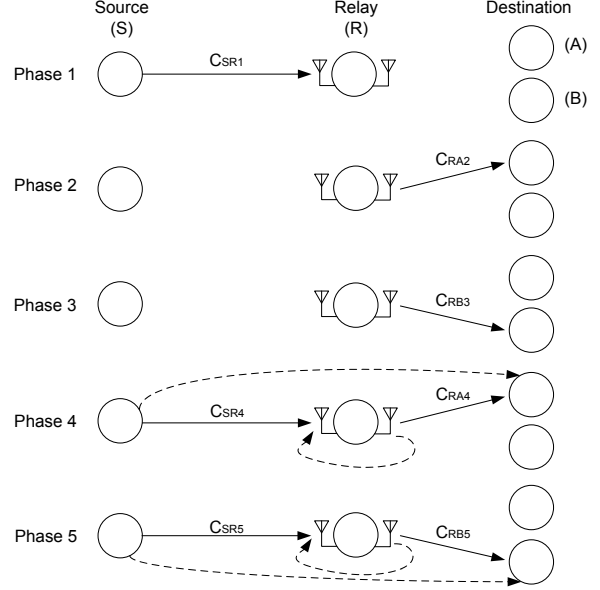 Source
(S)
Relay
(R)
Destination
(A)
(B)
Phase 1
CSR1
Phase 2
CRA2
Phase 3
CRB3
Phase 4
CSR4
CRA4
Phase 5
CSR5
CRB5